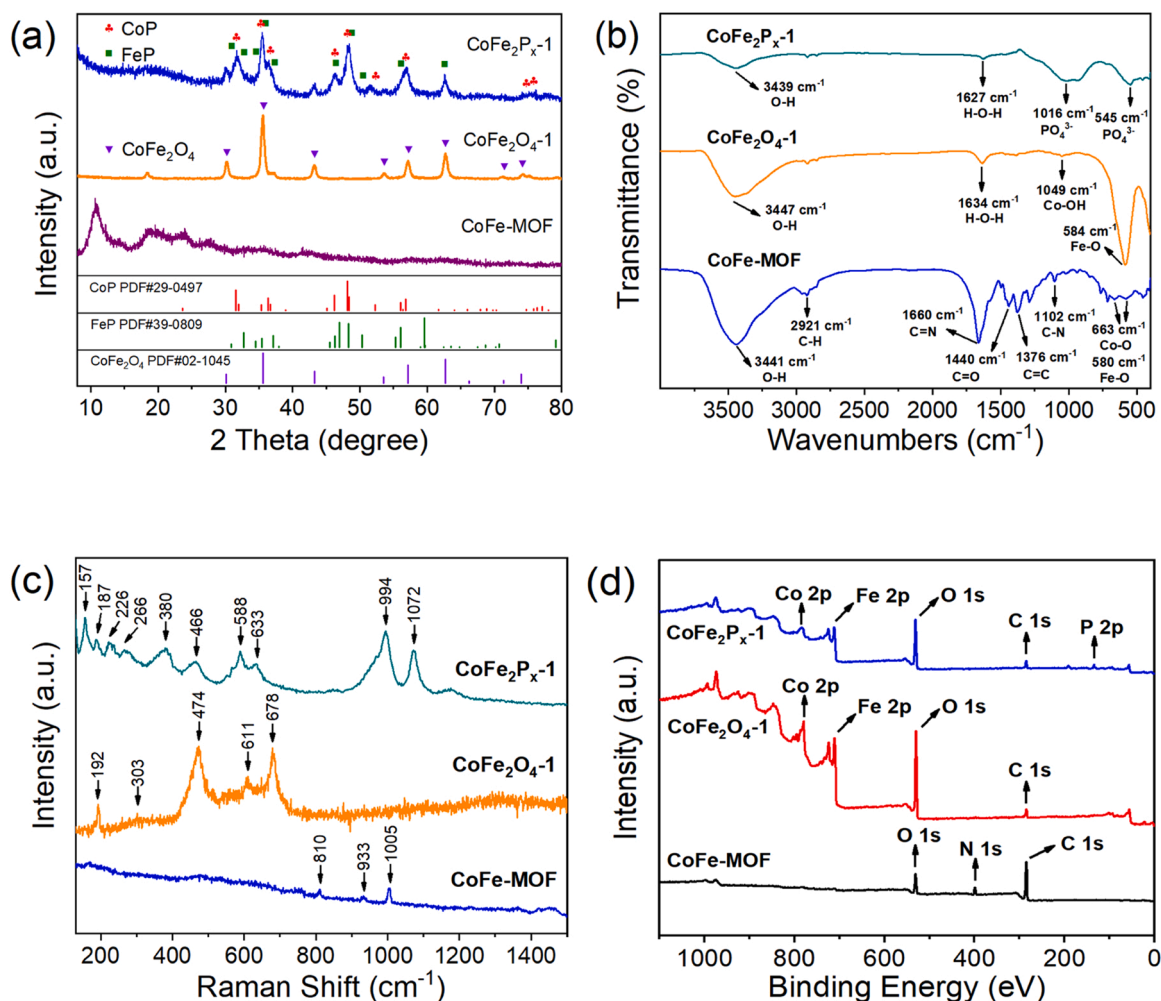 (a)
♣ CoP
■ FeP
CoFe₂Pₓ-1
▼ CoFe₂O₄
CoFe₂O₄-1
CoFe-MOF
CoP PDF#29-0497
FeP PDF#39-0809
CoFe₂O₄ PDF#02-1045
Intensity (a.u.)
10 20 30 40 50 60 70 80
2 Theta (degree)
(b)
CoFe₂Pₓ-1
3439 cm⁻¹
O-H
1627 cm⁻¹
H-O-H
1016 cm⁻¹
PO₄³⁻
545 cm⁻¹
PO₄³⁻
CoFe₂O₄-1
3447 cm⁻¹
O-H
1634 cm⁻¹
H-O-H
1049 cm⁻¹
Co-OH
584 cm⁻¹
Fe-O
CoFe-MOF
3441 cm⁻¹
O-H
2921 cm⁻¹
C-H
1660 cm⁻¹
C=N
1440 cm⁻¹
C=O
1376 cm⁻¹
C=C
1102 cm⁻¹
C-N
663 cm⁻¹
Co-O
580 cm⁻¹
Fe-O
Transmittance (%)
3500 3000 2500 2000 1500 1000 500
Wavenumbers (cm⁻¹)
(c)
157
187
226
266
380
466
588
633
994
1072
CoFe₂Pₓ-1
192
303
474
611
678
CoFe₂O₄-1
810
933
1005
CoFe-MOF
Intensity (a.u.)
200 400 600 800 1000 1200 1400
Raman Shift (cm⁻¹)
(d)
Co 2p
Fe 2p
O 1s
C 1s
P 2p
CoFe₂Pₓ-1
Co 2p
Fe 2p
O 1s
C 1s
CoFe₂O₄-1
O 1s
N 1s
C 1s
CoFe-MOF
Intensity (a.u.)
1000 800 600 400 200 0
Binding Energy (eV)